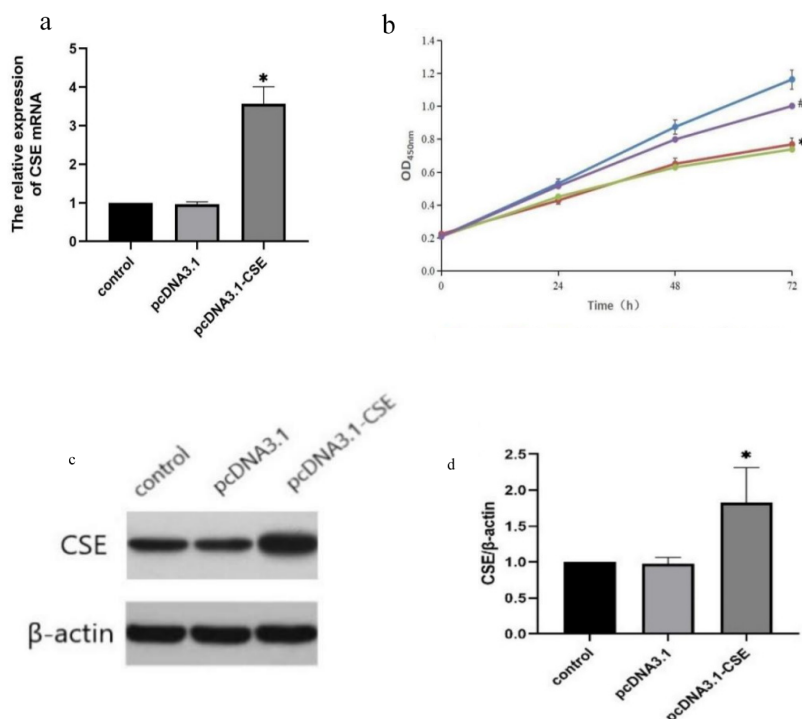 a
The relative expression
of CSE mRNA
5
4
3
2
1
0
*
control
pcDNA3.1
pcDNA3.1-CSE
b
OD450nm
1.4
1.2
1.0
0.8
0.6
0.4
0.2
0.0
#
*
0 24 48 72
Time（h）
c
control
pcDNA3.1
pcDNA3.1-CSE
CSE
β-actin
d
CSE/β-actin
2.5
2.0
1.5
1.0
0.5
0.0
*
control
pcDNA3.1
pcDNA3.1-CSE